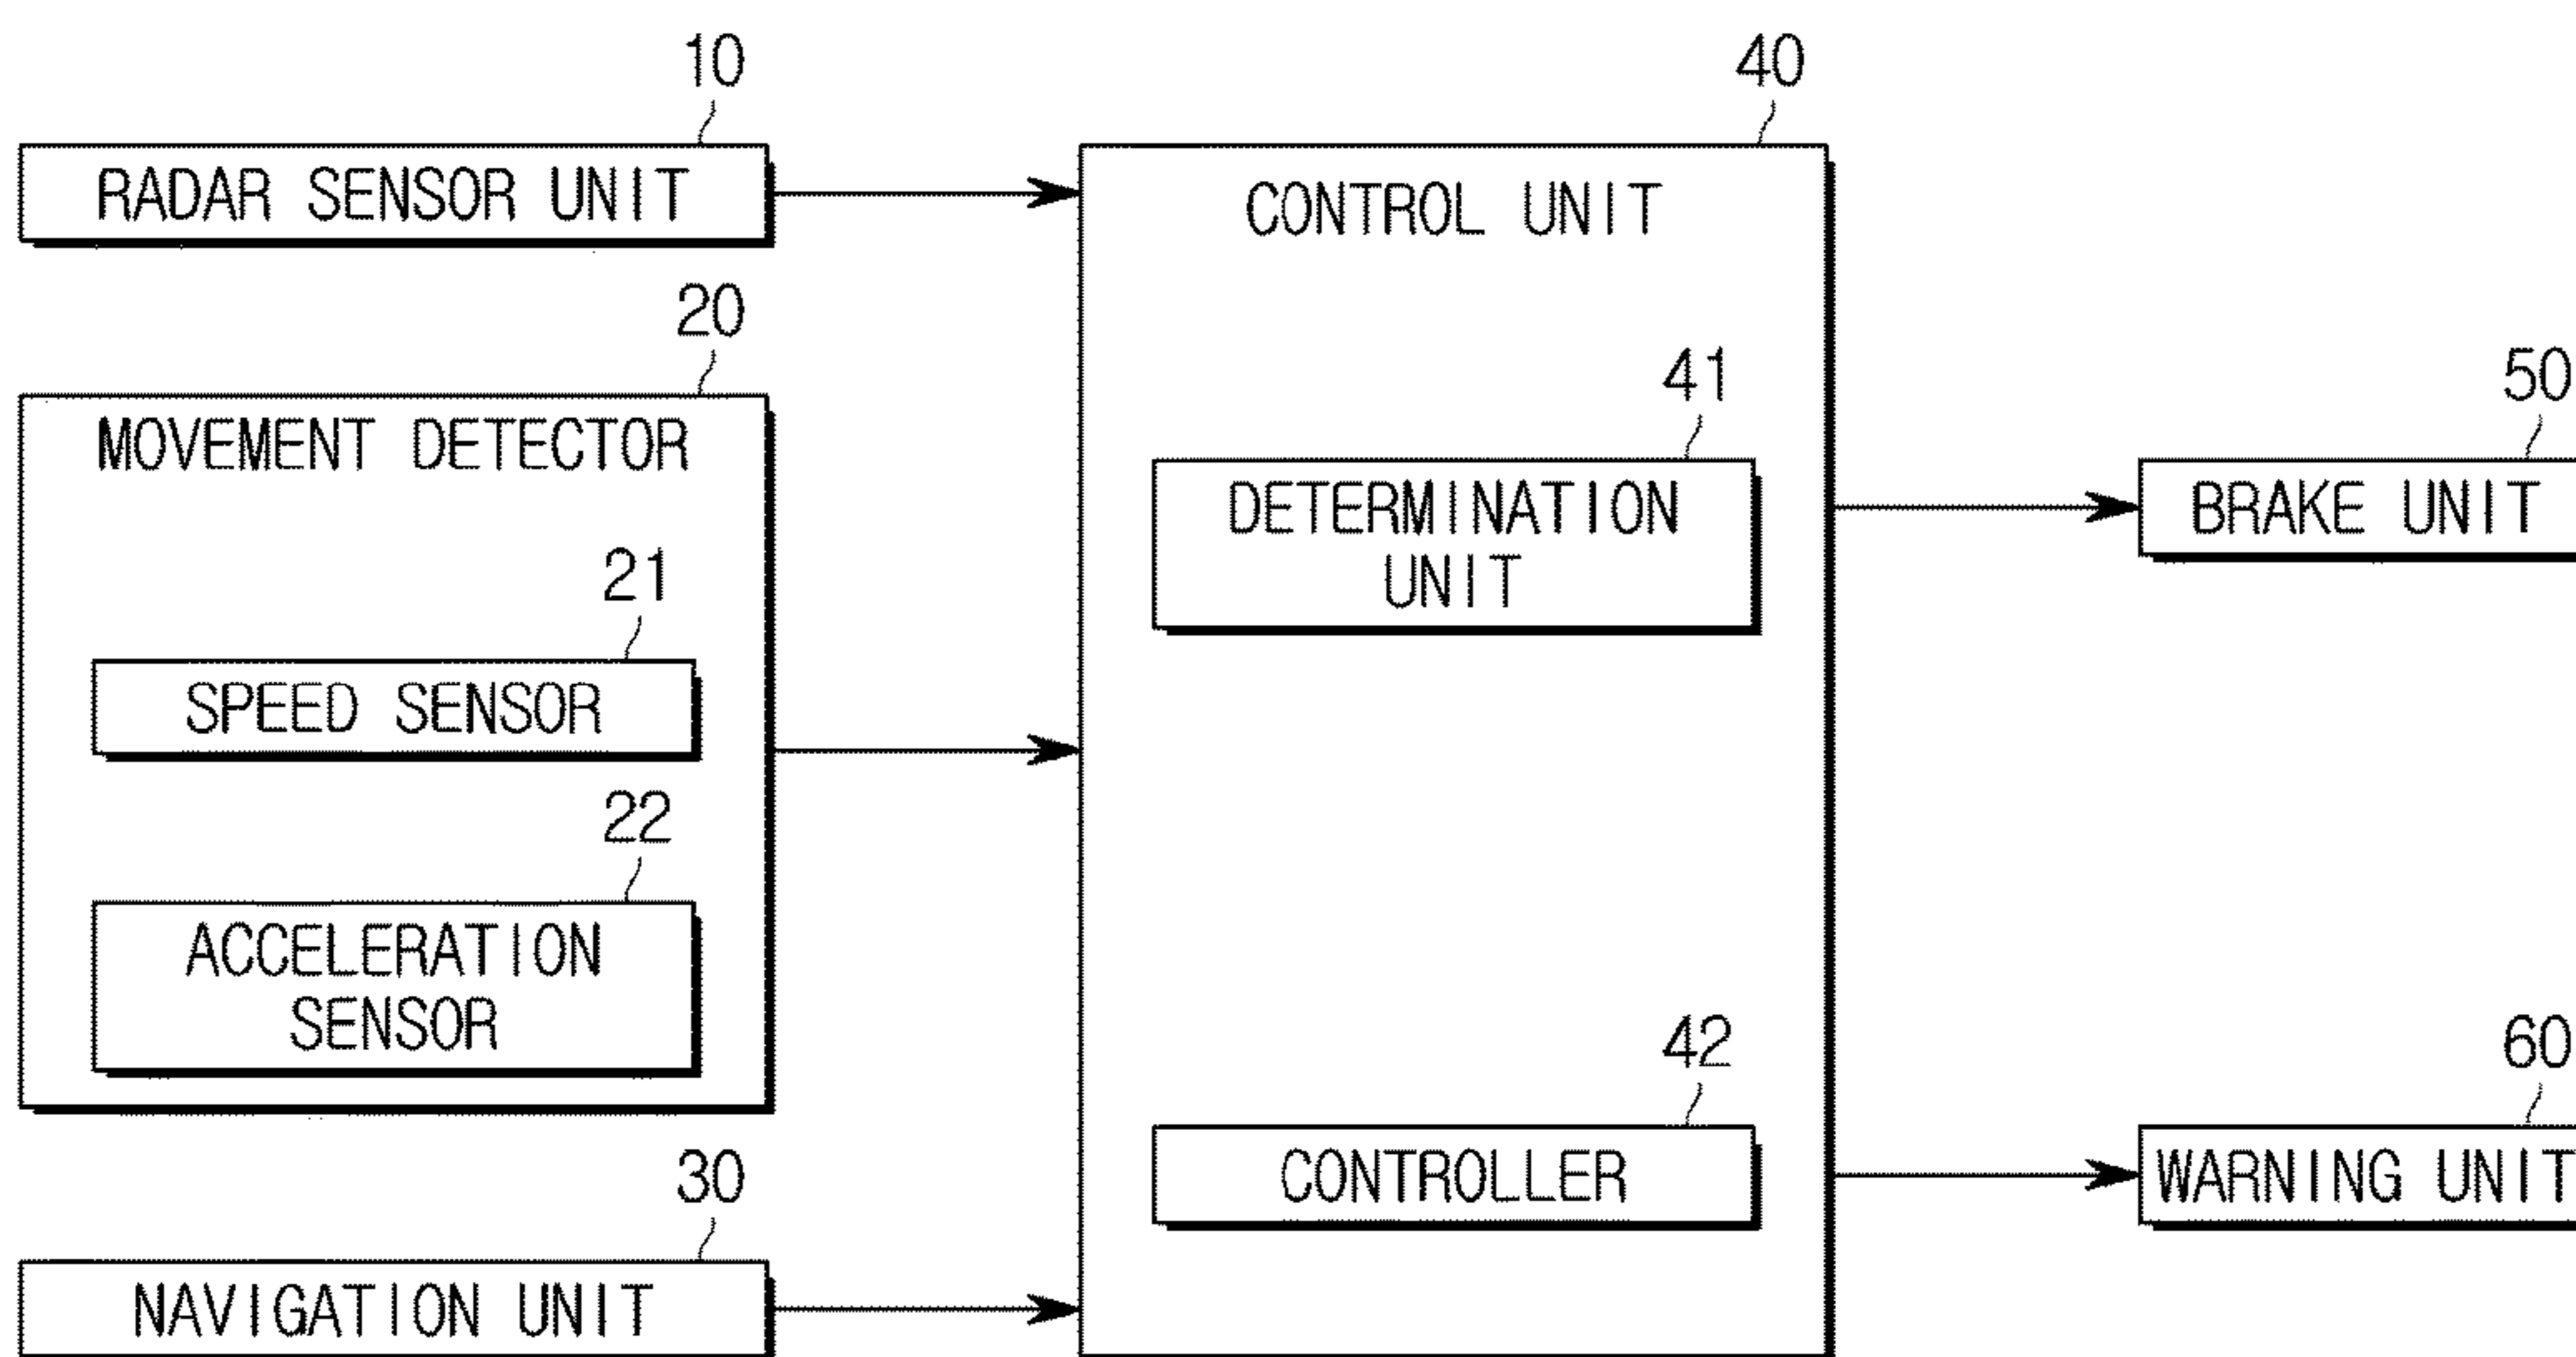 10
RADAR SENSOR UNIT
20
MOVEMENT DETECTOR
21
SPEED SENSOR
22
ACCELERATION
SENSOR
30
NAVIGATION UNIT
40
CONTROL UNIT
41
DETERMINATION
UNIT
42
CONTROLLER
50
BRAKE UNIT
60
WARNING UNIT